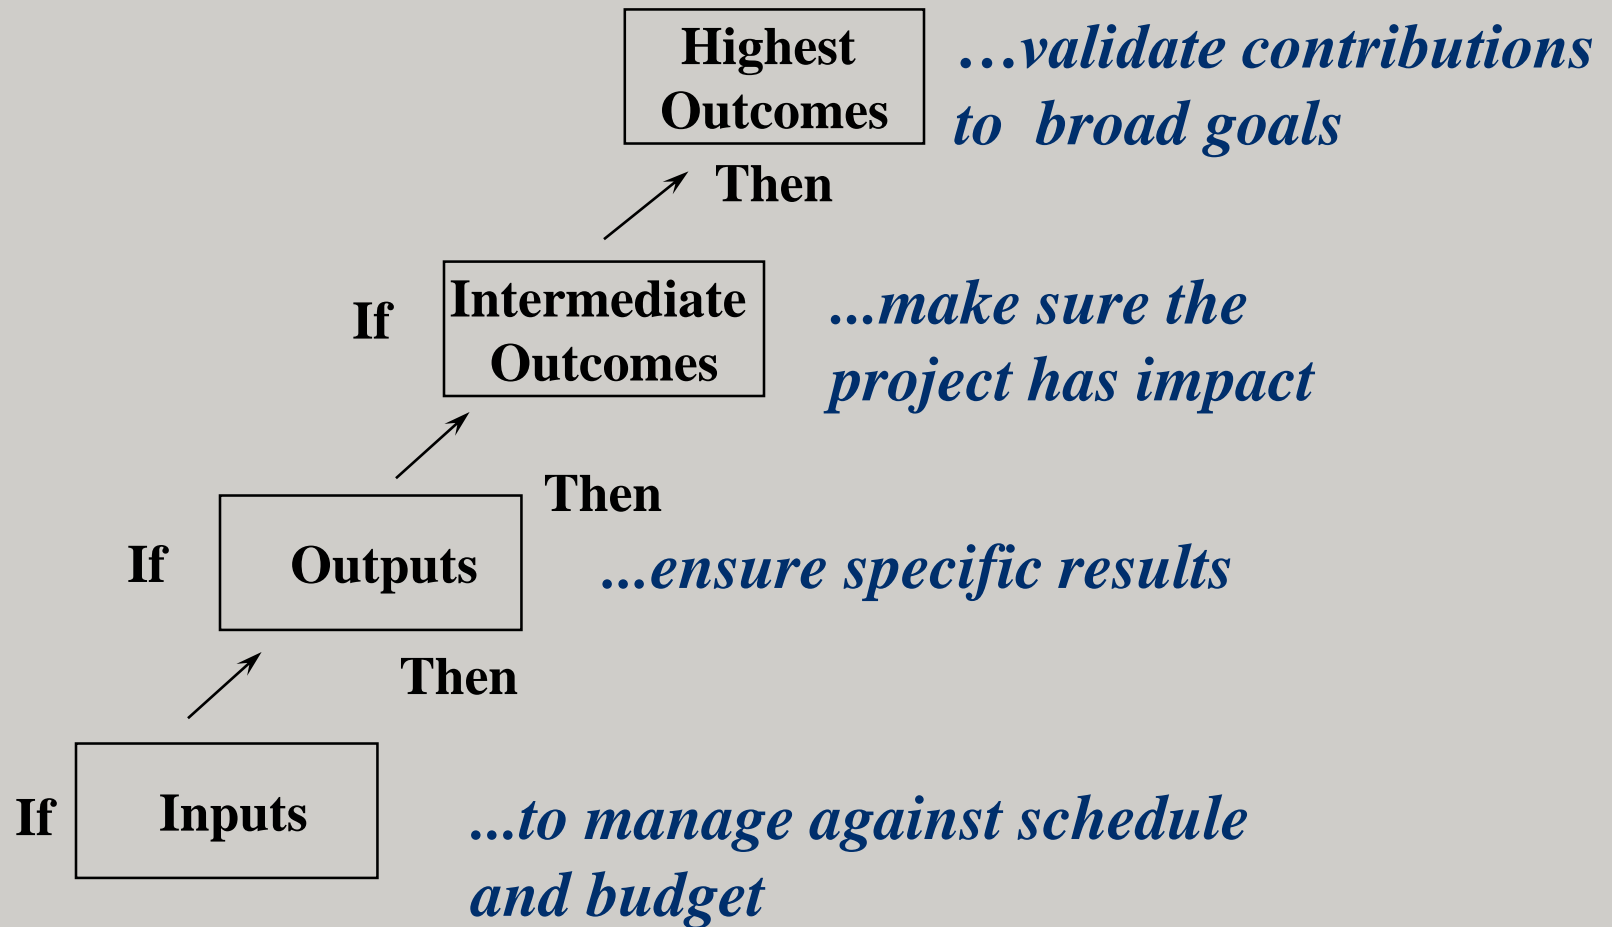 Highest
Outcomes
…validate contributions
to broad goals
Then
If
Intermediate
Outcomes
...make sure the
project has impact
Then
If
Outputs
...ensure specific results
Then
If
Inputs
...to manage against schedule
and budget